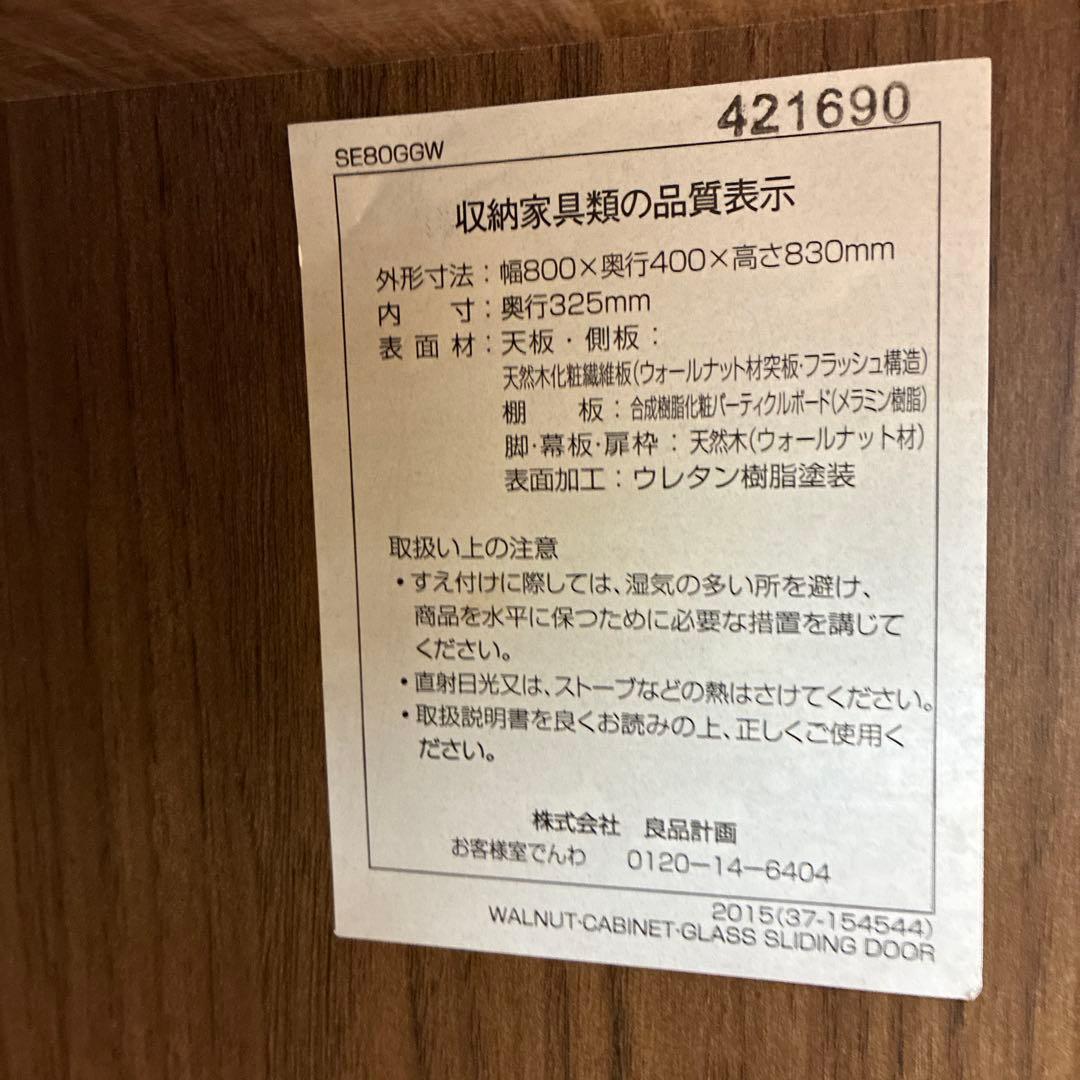 421690
SE80GGW
収納家具類の品質表示
外形寸法：幅800×奥行400×高さ830mm
内　　寸：奥行325mm
表 面 材：天板・側板：
天然木化粧繊維板(ウォールナット材突板・フラッシュ構造)
棚　　板：合成樹脂化粧パーティクルボード(メラミン樹脂)
脚・幕板・扉枠：天然木(ウォールナット材)
表面加工：ウレタン樹脂塗装
取扱い上の注意
・すえ付けに際しては、湿気の多い所を避け、
商品を水平に保つために必要な措置を講じて
ください。
・直射日光又は、ストーブなどの熱はさけてください。
・取扱説明書を良くお読みの上、正しくご使用く
ださい。
株式会社　良品計画
お客様室でんわ　0120−14−6404
2015(37-154544)
WALNUT·CABINET·GLASS SLIDING DOOR